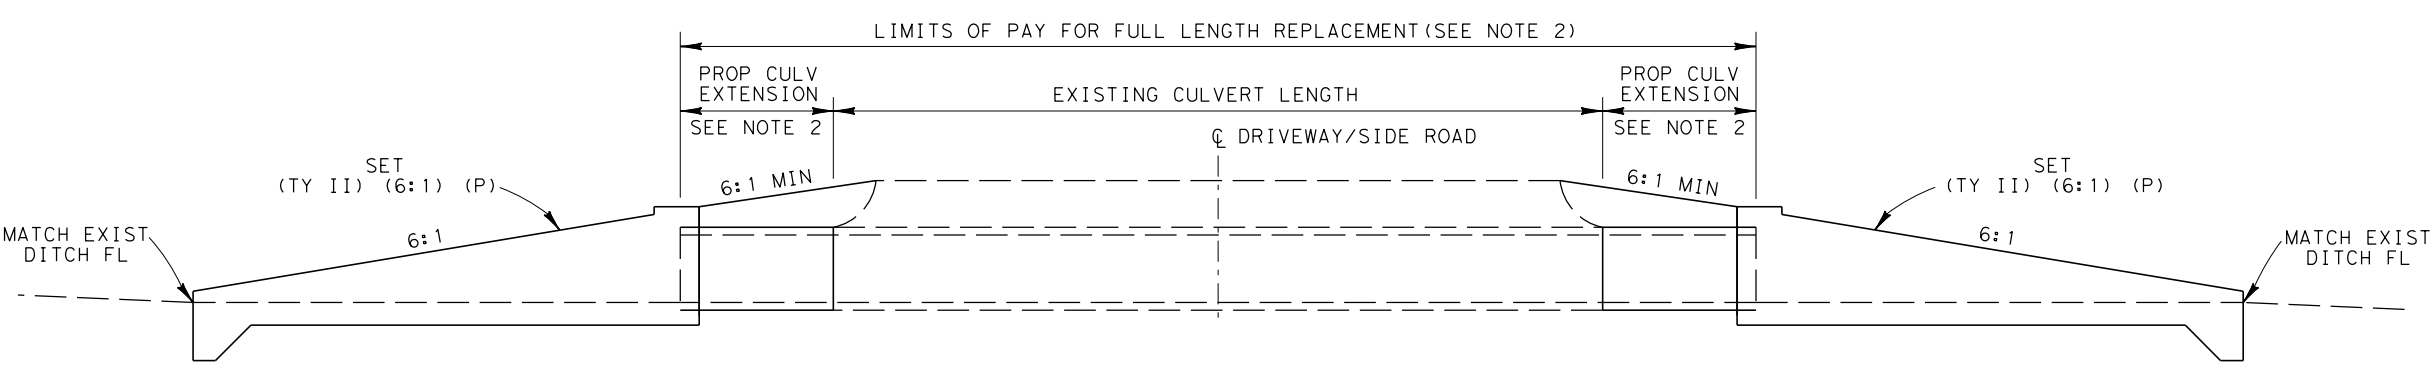 LIMITS OF PAY FOR FULL LENGTH REPLACEMENT (SEE NOTE 2)
PROP CULV
EXTENSION
SEE NOTE 2
EXISTING CULVERT LENGTH
PROP CULV
EXTENSION
SEE NOTE 2
℄ DRIVEWAY/SIDE ROAD
SET
(TY II) (6:1) (P)
6:1 MIN
6:1 MIN
SET
(TY II) (6:1) (P)
MATCH EXIST
DITCH FL
6:1
6:1
MATCH EXIST
DITCH FL